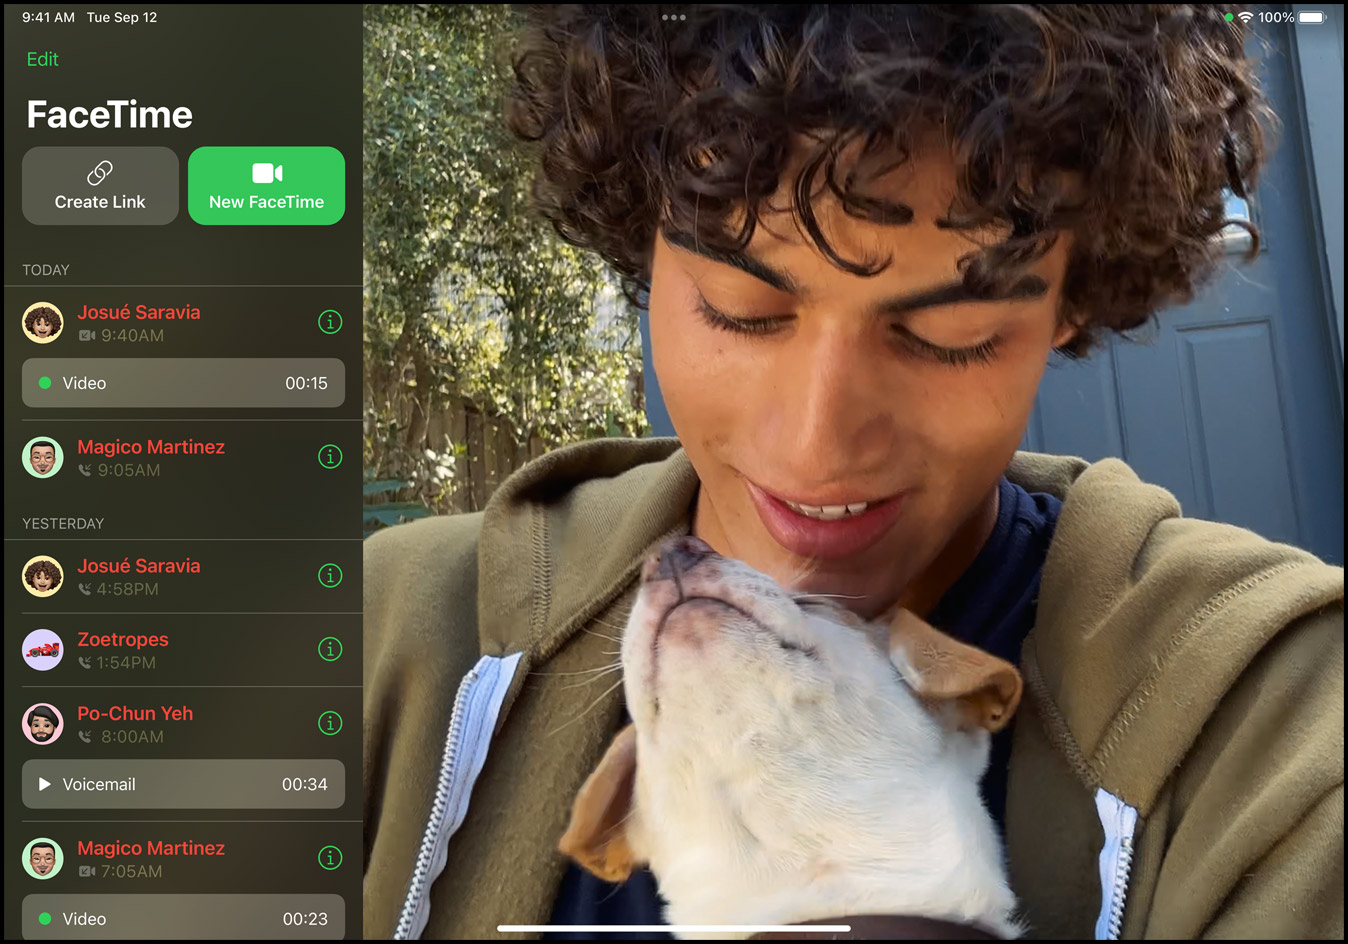 9:41 AM Tue Sep 12
100%
Edit
FaceTime
Create Link
New FaceTime
TODAY
Josué Saravia
9:40AM
Video 00:15
Magico Martinez
9:05AM
YESTERDAY
Josué Saravia
4:58PM
Zoetropes
1:54PM
Po-Chun Yeh
8:00AM
Voicemail 00:34
Magico Martinez
7:05AM
Video 00:23